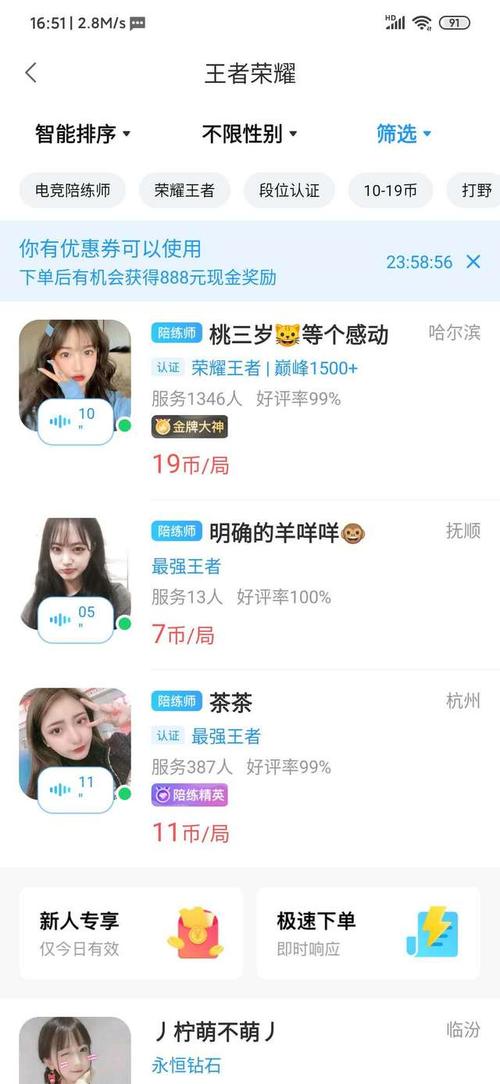 16:51 | 2.8M/s
HD 91
王者荣耀
智能排序 不限性别 筛选
电竞陪练师 荣耀王者 段位认证 10-19币 打野
你有优惠券可以使用
下单后有机会获得888元现金奖励
23:58:56
陪练师 桃三岁😺等个感动 哈尔滨
认证 荣耀王者 | 巅峰1500+
服务1346人 好评率99%
10"
金牌大神
19币/局
陪练师 明确的羊咩咩🐵 抚顺
最强王者
服务13人 好评率100%
05"
7币/局
陪练师 茶茶 杭州
认证 最强王者
服务387人 好评率99%
11"
陪练精英
11币/局
新人专享
仅今日有效
极速下单
即时响应
丿柠萌不萌丿 临汾
永恒钻石